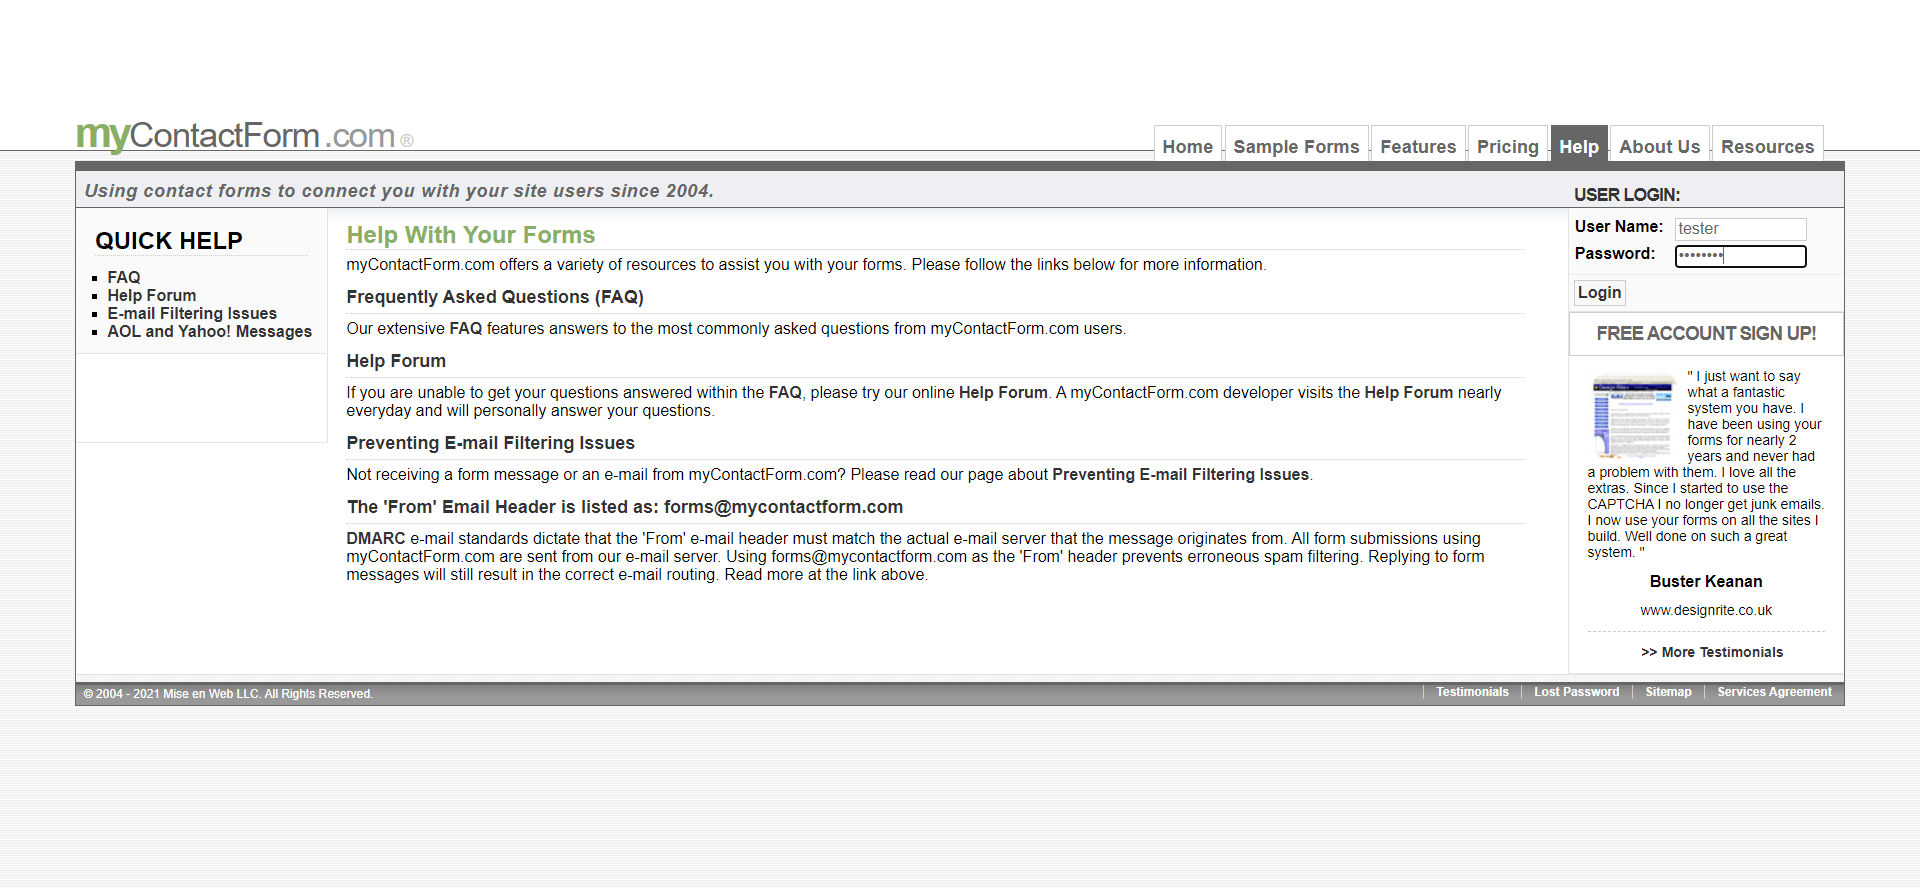 myContactForm.com ®
Home
Sample Forms
Features
Pricing
Help
About Us
Resources
Using contact forms to connect you with your site users since 2004.
USER LOGIN:
QUICK HELP
FAQ
Help Forum
E-mail Filtering Issues
AOL and Yahoo! Messages
Help With Your Forms
myContactForm.com offers a variety of resources to assist you with your forms. Please follow the links below for more information.
Frequently Asked Questions (FAQ)
Our extensive FAQ features answers to the most commonly asked questions from myContactForm.com users.
Help Forum
If you are unable to get your questions answered within the FAQ, please try our online Help Forum. A myContactForm.com developer visits the Help Forum nearly
everyday and will personally answer your questions.
Preventing E-mail Filtering Issues
Not receiving a form message or an e-mail from myContactForm.com? Please read our page about Preventing E-mail Filtering Issues.
The 'From' Email Header is listed as: forms@mycontactform.com
DMARC e-mail standards dictate that the 'From' e-mail header must match the actual e-mail server that the message originates from. All form submissions using
myContactForm.com are sent from our e-mail server. Using forms@mycontactform.com as the 'From' header prevents erroneous spam filtering. Replying to form
messages will still result in the correct e-mail routing. Read more at the link above.
User Name: tester
Password: ••••••••
Login
FREE ACCOUNT SIGN UP!
" I just want to say
what a fantastic
system you have. I
have been using your
forms for nearly 2
years and never had
a problem with them. I love all the
extras. Since I started to use the
CAPTCHA I no longer get junk emails.
I now use your forms on all the sites I
build. Well done on such a great
system. "
Buster Keanan
www.designrite.co.uk
>> More Testimonials
© 2004 - 2021 Mise en Web LLC. All Rights Reserved.
Testimonials
Lost Password
Sitemap
Services Agreement